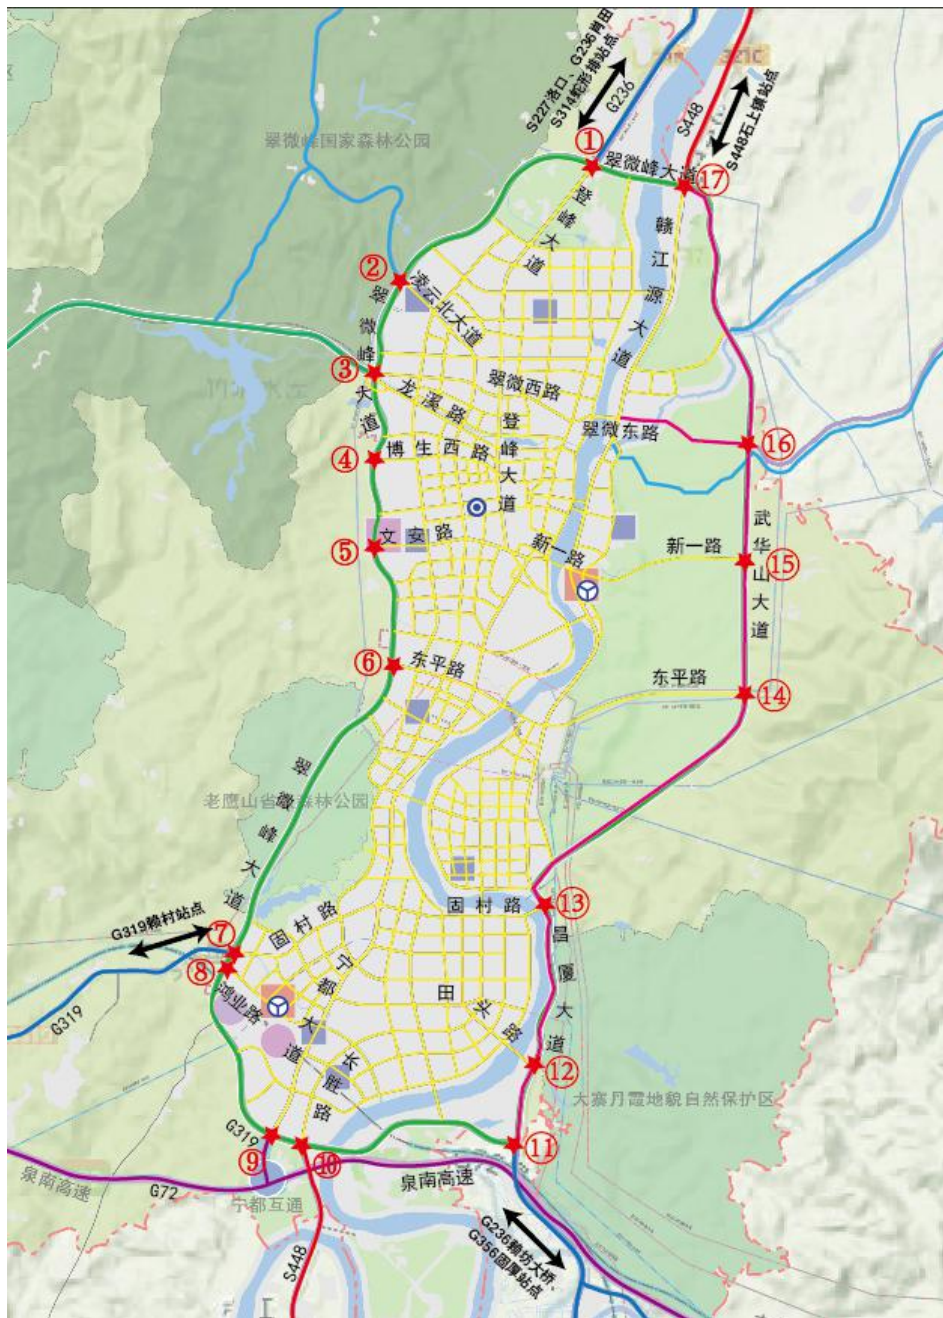 S227洛口、G236肖田
S314蛇形排站点
G236
S448
S448石上镇站点
翠微峰国家森林公园
①
翠微峰大道
⑰
登峰大道
赣江源大道
②
凌云北大道
翠微峰大道
③
龙溪路
翠微西路
登峰大道
翠微东路
⑯
④
博生西路
⑤
文安路
新一路
新一路
⑮
武华山大道
⑥
东平路
东平路
⑭
翠微峰大道
老鹰山省级森林公园
固村路
⑬
G319赖村站点
⑦
固村路
⑧
昌厦大道
G319
鸿业路
宁都大道
田头路
长胜路
⑫
大寨丹霞地貌自然保护区
G319
⑨
⑩
⑪
泉南高速
G72
泉南高速
宁都互通
S448
G236赖坊大桥、
G356固厚站点